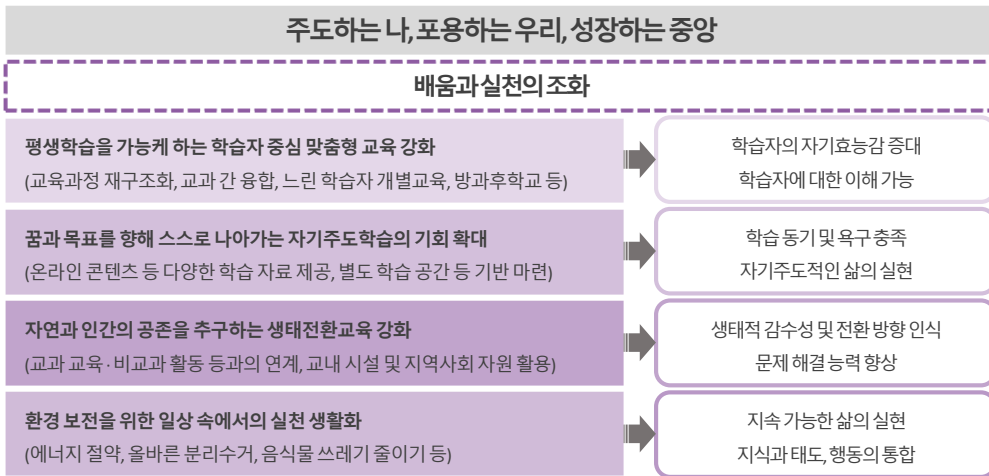 주도하는 나, 포용하는 우리, 성장하는 중앙
배움과 실천의 조화
평생학습을 가능케 하는 학습자 중심 맞춤형 교육 강화
(교육과정 재구조화, 교과 간 융합, 느린 학습자 개별교육, 방과후학교 등)
학습자의 자기효능감 증대
학습자에 대한 이해 가능
꿈과 목표를 향해 스스로 나아가는 자기주도학습의 기회 확대
(온라인 콘텐츠 등 다양한 학습 자료 제공, 별도 학습 공간 등 기반 마련)
학습 동기 및 욕구 충족
자기주도적인 삶의 실현
자연과 인간의 공존을 추구하는 생태전환교육 강화
(교과 교육·비교과 활동 등과의 연계, 교내 시설 및 지역사회 자원 활용)
생태적 감수성 및 전환 방향 인식
문제 해결 능력 향상
환경 보전을 위한 일상 속에서의 실천 생활화
(에너지 절약, 올바른 분리수거, 음식물 쓰레기 줄이기 등)
지속 가능한 삶의 실현
지식과 태도, 행동의 통합